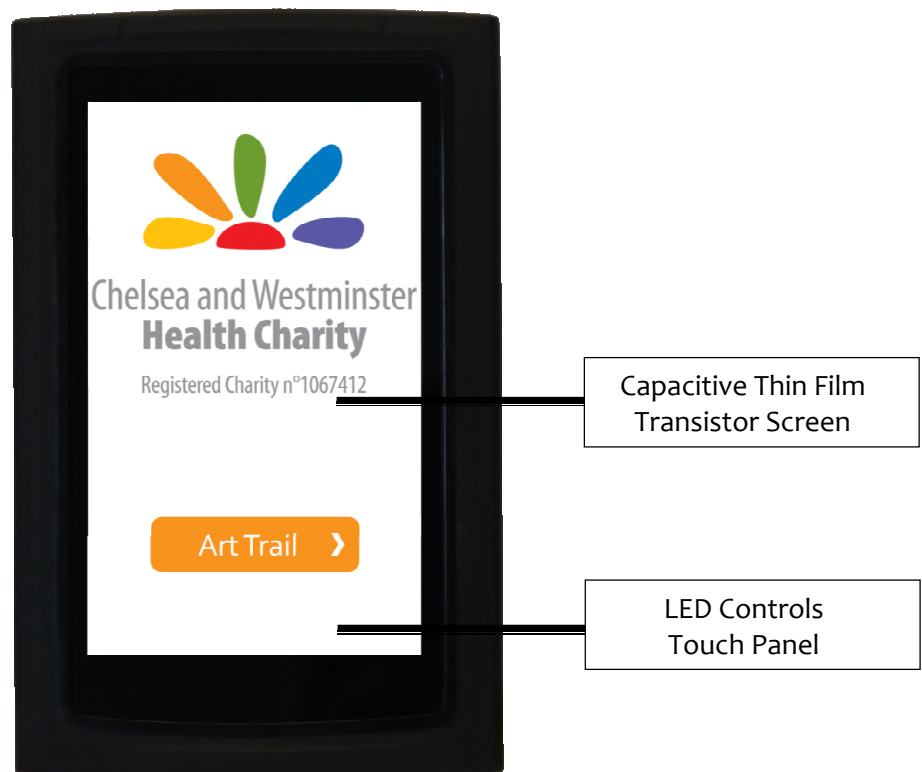 Chelsea and Westminster
Health Charity
Registered Charity n°1067412
Art Trail
Capacitive Thin Film
Transistor Screen
LED Controls
Touch Panel